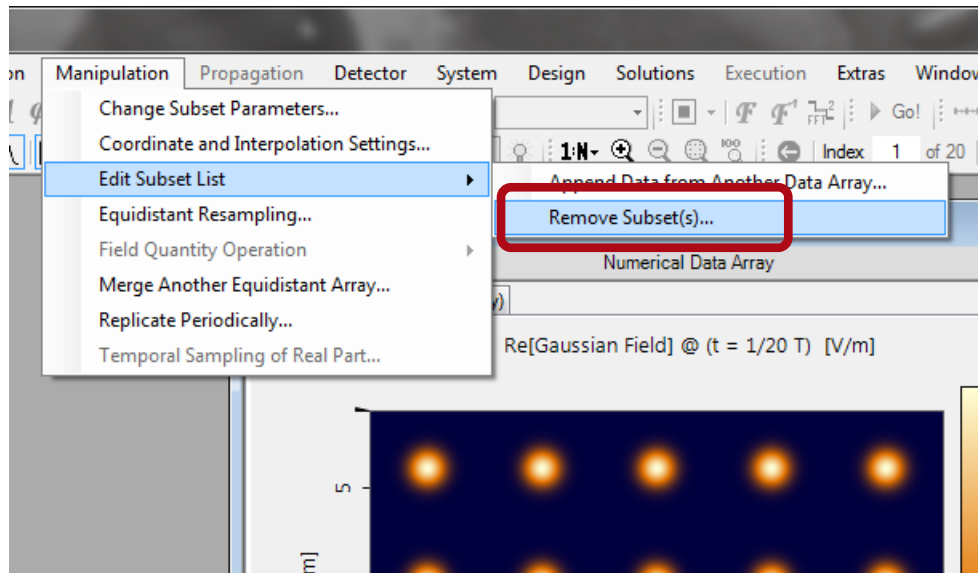 Manipulation Propagation Detector System Design Solutions Execution Extras Window
Change Subset Parameters...
Go!
Coordinate and Interpolation Settings...
1:N Index 1 of 20
Edit Subset List
Append Data from Another Data Array...
Equidistant Resampling...
Remove Subset(s)...
Field Quantity Operation
Numerical Data Array
Merge Another Equidistant Array...
Replicate Periodically...
Re[Gaussian Field] @ (t = 1/20 T) [V/m]
Temporal Sampling of Real Part...
5